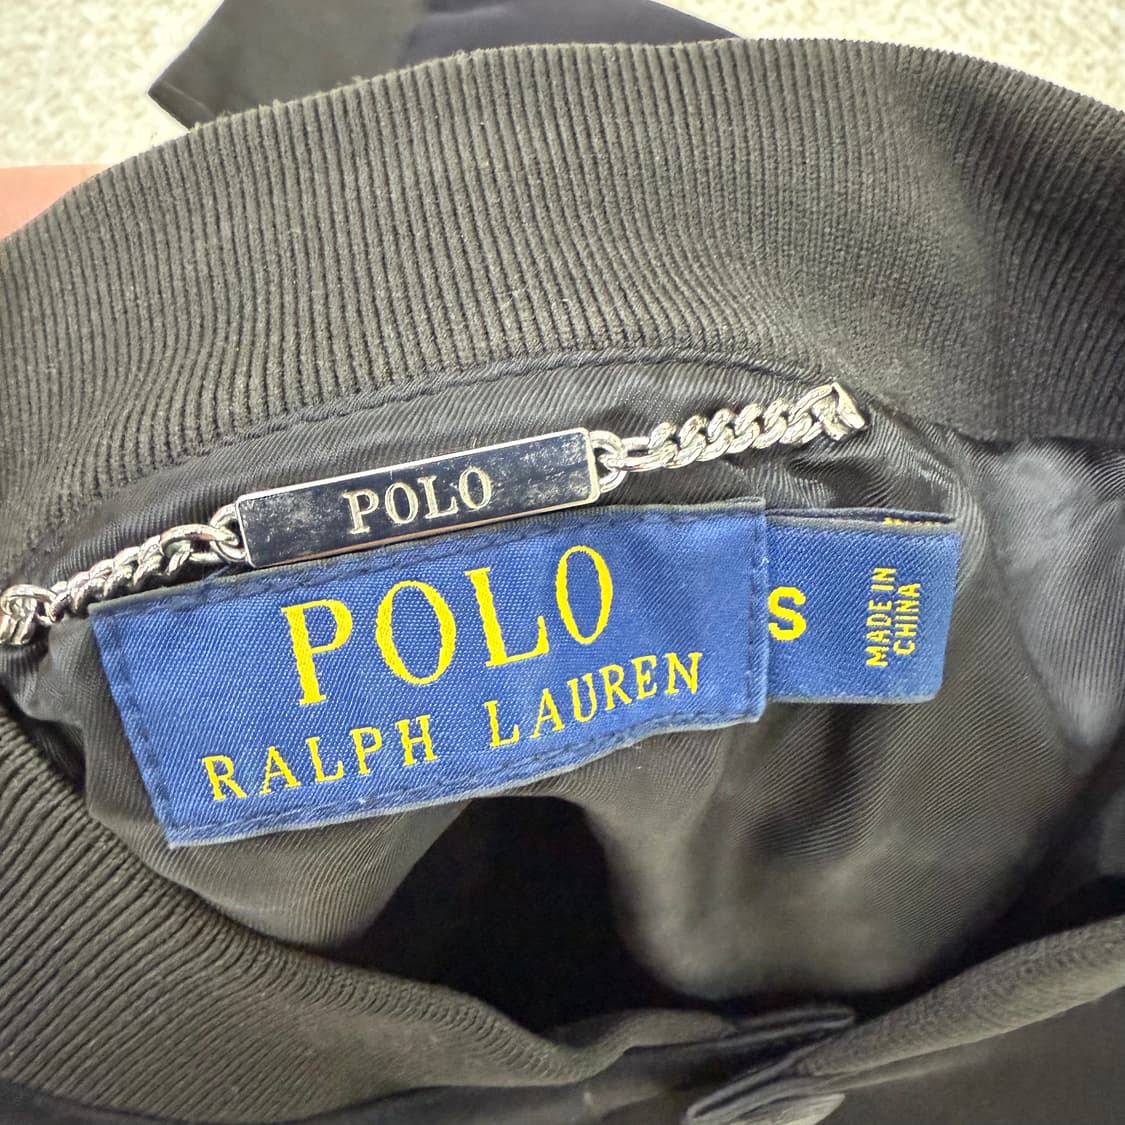 POLO
POLO
RALPH LAUREN
S
MADE IN
CHINA